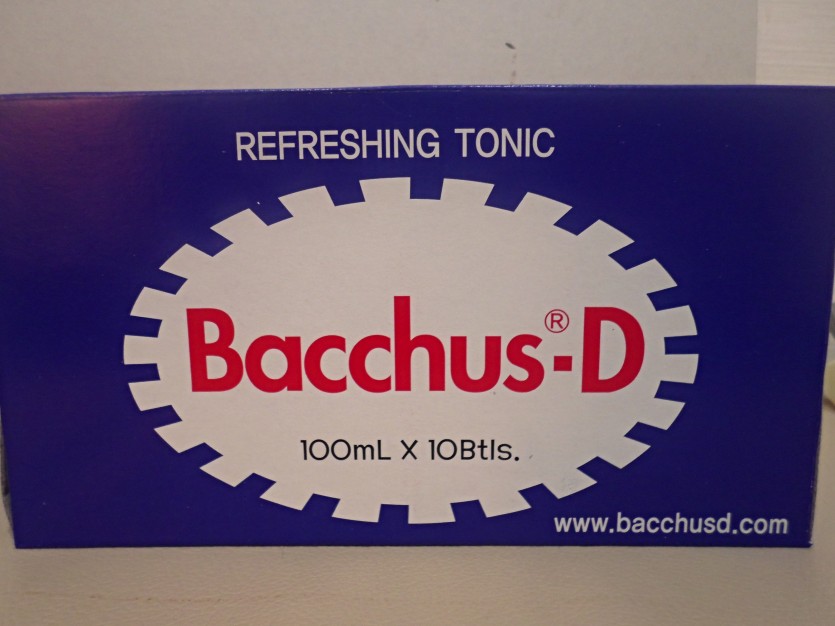 REFRESHING TONIC
Bacchus®-D
100mL X 10Btls.
www.bacchusd.com